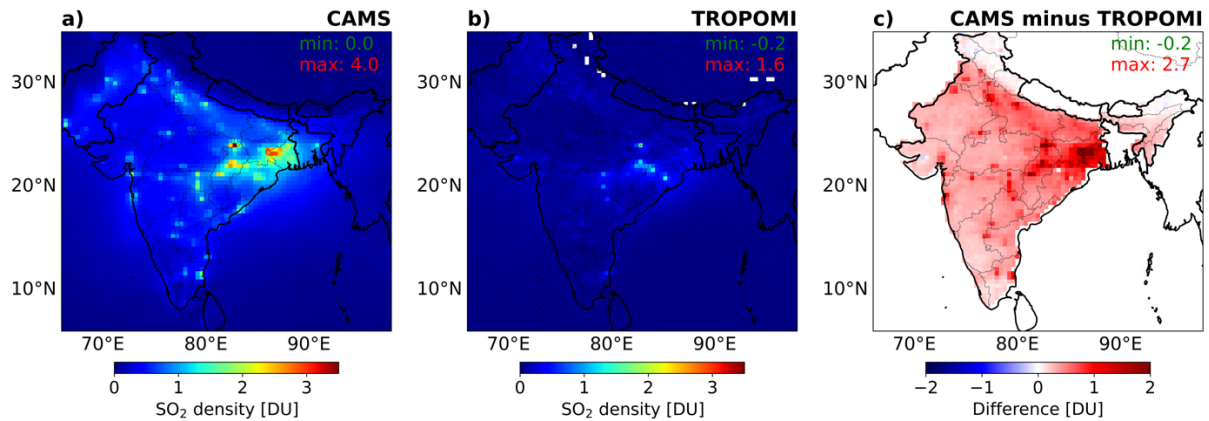 a) CAMS
min: 0.0
max: 4.0
30°N
20°N
10°N
70°E 80°E 90°E
0 1 2 3
SO₂ density [DU]
b) TROPOMI
min: -0.2
max: 1.6
30°N
20°N
10°N
70°E 80°E 90°E
0 1 2 3
SO₂ density [DU]
c) CAMS minus TROPOMI
min: -0.2
max: 2.7
30°N
20°N
10°N
70°E 80°E 90°E
−2 −1 0 1 2
Difference [DU]